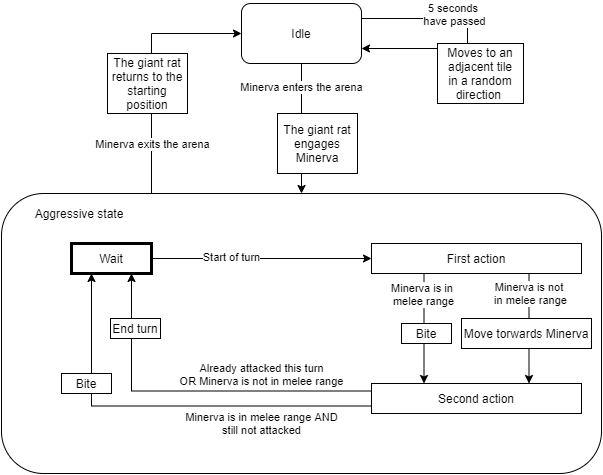 5 seconds
have passed
Idle
Moves to an
adjacent tile
in a random
direction
The giant rat
returns to the
starting
position
Minerva enters the arena
The giant rat
engages
Minerva
Minerva exits the arena
Aggressive state
Wait
Start of turn
First action
Minerva is in
melee range
Minerva is not
in melee range
End turn
Bite
Move torwards Minerva
Already attacked this turn
OR Minerva is not in melee range
Bite
Second action
Minerva is in melee range AND
still not attacked